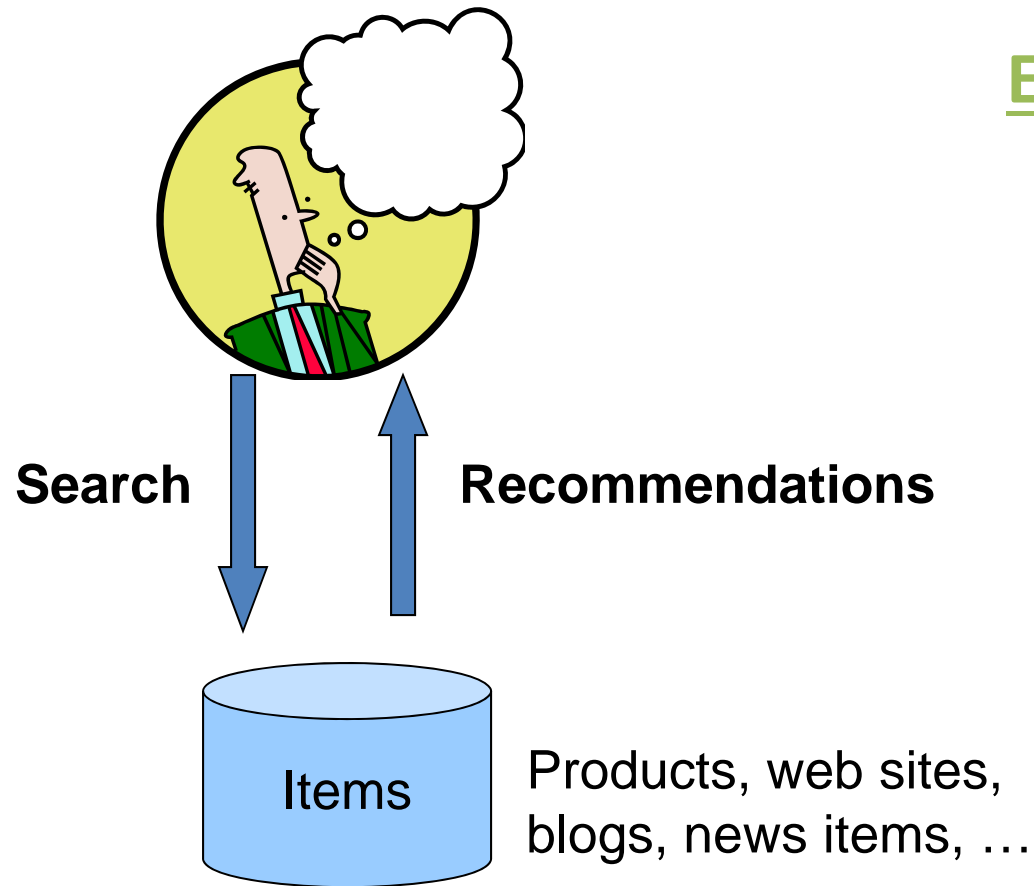 E
Search
Recommendations
Items
Products, web sites,
blogs, news items, …